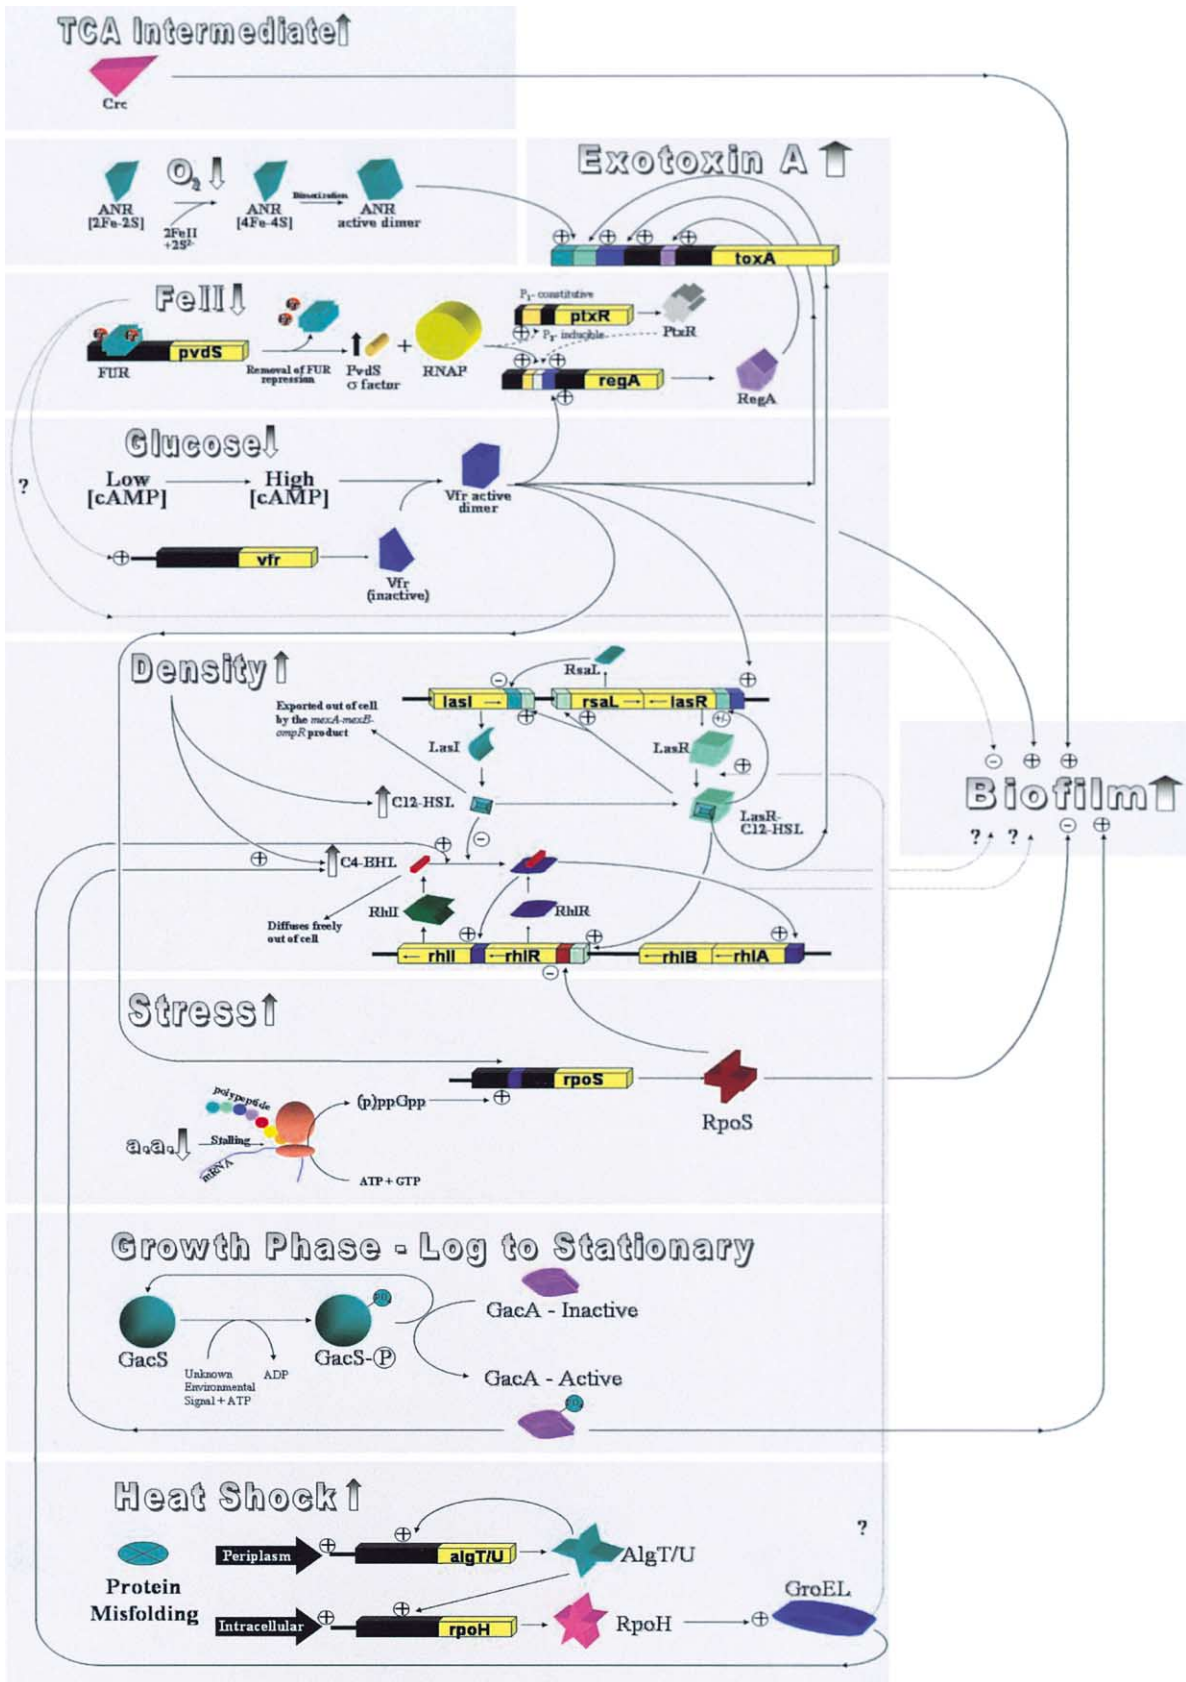 TCA Intermediate
Crc
O2
ANR
[2Fe-2S]
2FeII
+2S2-
ANR
[4Fe-4S]
Dimerization
ANR
active dimer
Exotoxin A
toxA
FeII
FUR
pvdS
Removal of FUR
repression
PvdS
σ factor
+
RNAP
P1- constitutive
ptxR
P2- inducible
PtxR
regA
RegA
Glucose
?
Low
[cAMP]
High
[cAMP]
Vfr active
dimer
vfr
Vfr
(inactive)
Density
Exported out of cell
by the mexA-mexB-
ompR product
RsaL
lasI
rsaL
lasR
+/-
LasI
LasR
C12-HSL
LasR-
C12-HSL
C4-BHL
RhlI
RhlR
Diffuses freely
out of cell
rhlI
rhlR
rhlB
rhlA
Biofilm
?
?
Stress
rpoS
RpoS
polypeptide
(p)ppGpp
a.a.
Stalling
mRNA
ATP + GTP
Growth Phase - Log to Stationary
GacS
Unknown
Environmental
Signal + ATP
ADP
PO4
GacS-P
GacA - Inactive
GacA - Active
PO4
Heat Shock
Protein
Misfolding
Periplasm
algT/U
AlgT/U
Intracellular
rpoH
RpoH
?
GroEL